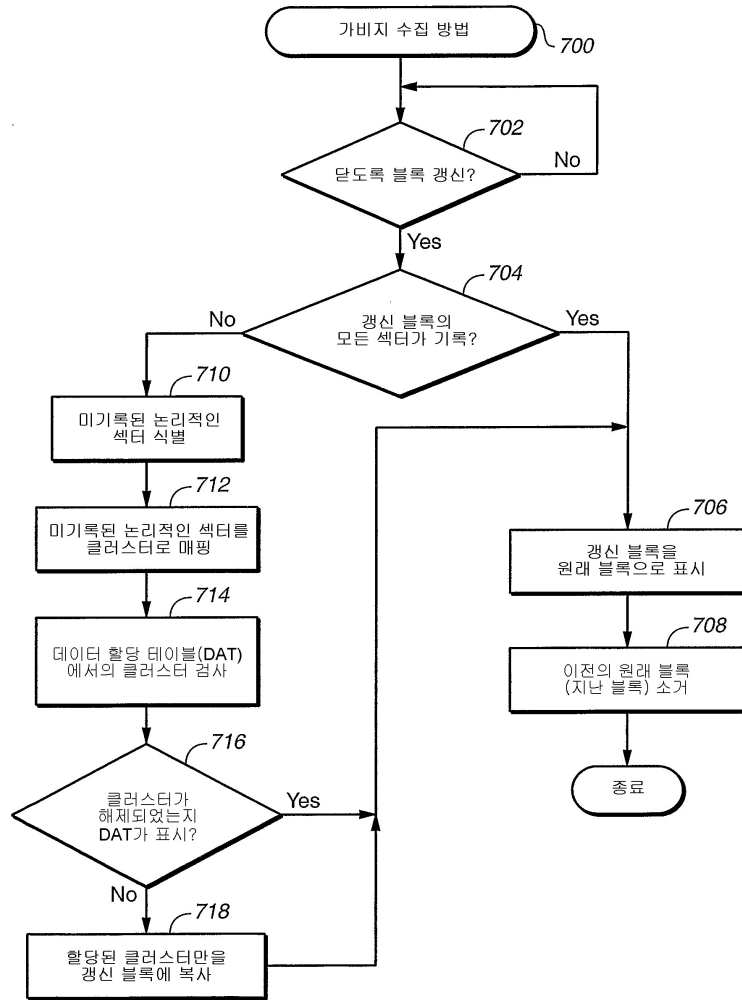 가비지 수집 방법
700
702
닫도록 블록 갱신?
No
Yes
704
갱신 블록의
모든 섹터가 기록?
No
Yes
710
미기록된 논리적인
섹터 식별
712
미기록된 논리적인 섹터를
클러스터로 매핑
706
갱신 블록을
원래 블록으로 표시
714
데이터 할당 테이블(DAT)
에서의 클러스터 검사
708
이전의 원래 블록
(지난 블록) 소거
716
클러스터가
해제되었는지
DAT가 표시?
Yes
No
종료
718
할당된 클러스터만을
갱신 블록에 복사